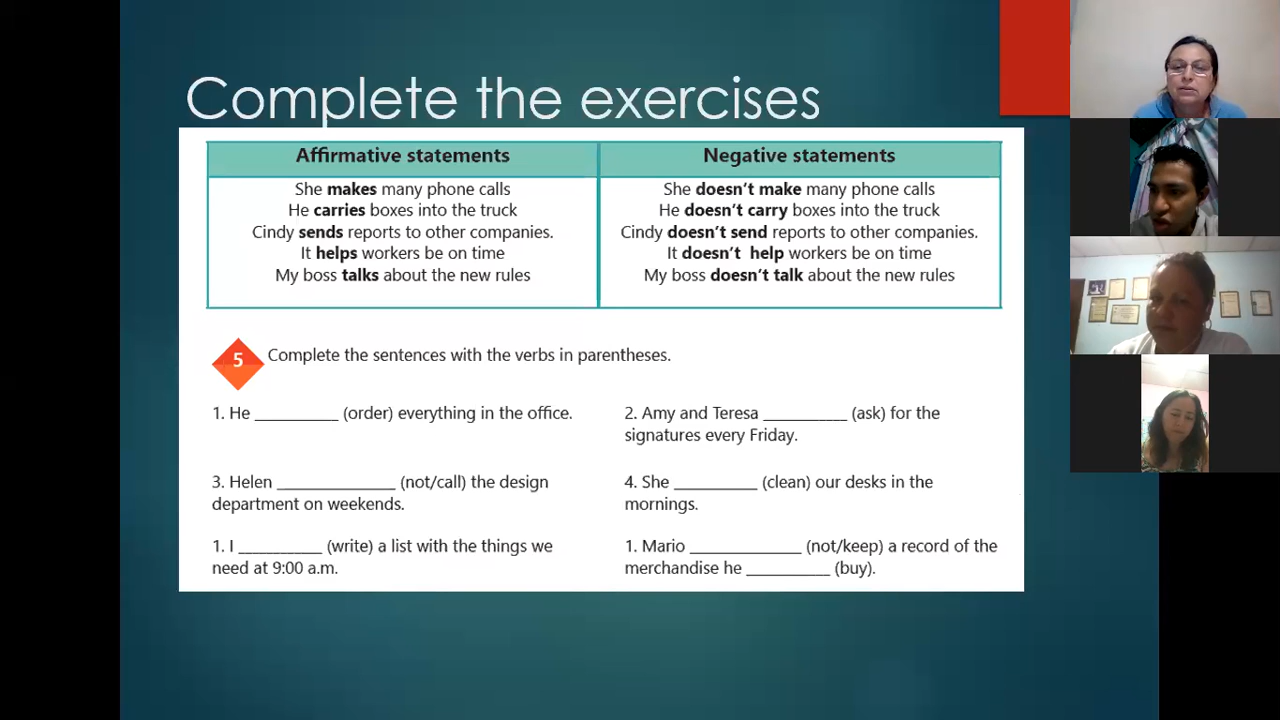 Complete the exercises
Affirmative statements
Negative statements
She makes many phone calls
He carries boxes into the truck
Cindy sends reports to other companies.
It helps workers be on time
My boss talks about the new rules
She doesn't make many phone calls
He doesn't carry boxes into the truck
Cindy doesn't send reports to other companies.
It doesn't help workers be on time
My boss doesn't talk about the new rules
5
Complete the sentences with the verbs in parentheses.
1. He __________ (order) everything in the office.
2. Amy and Teresa __________ (ask) for the
signatures every Friday.
3. Helen ______________ (not/call) the design
department on weekends.
4. She __________ (clean) our desks in the
mornings.
1. I __________ (write) a list with the things we
need at 9:00 a.m.
1. Mario _____________ (not/keep) a record of the
merchandise he __________ (buy).